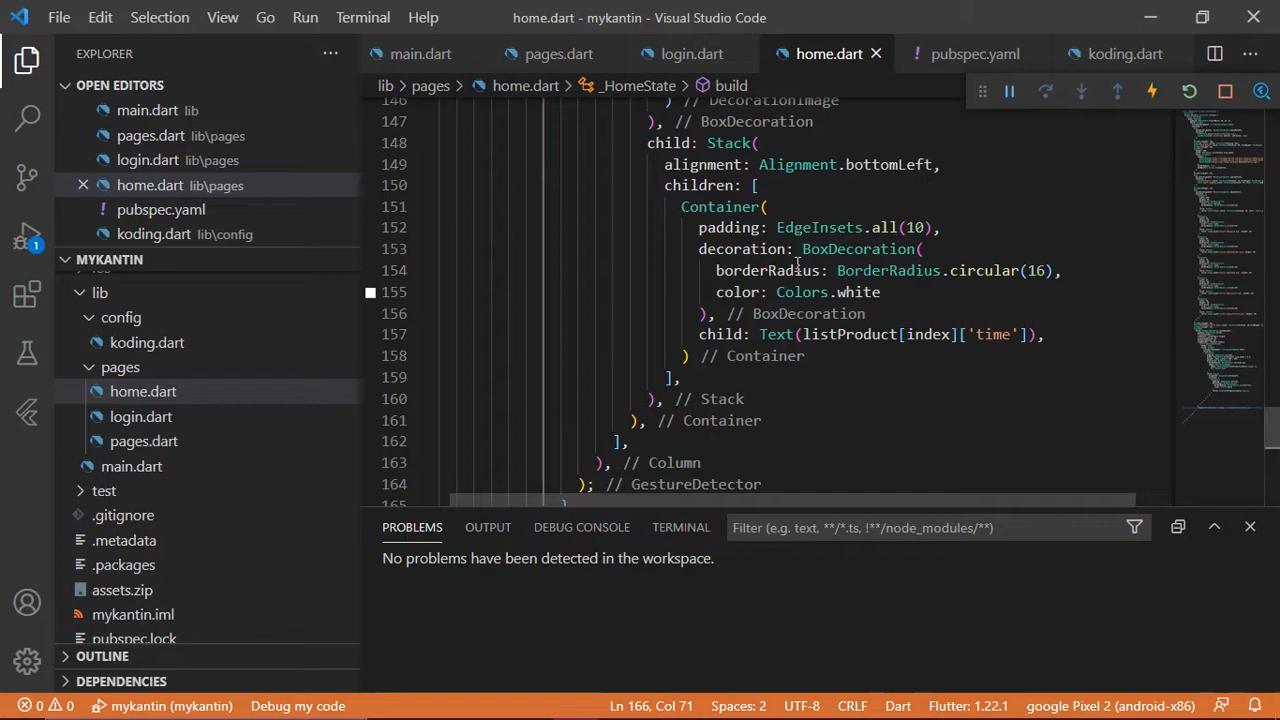 File Edit Selection View Go Run Terminal Help
home.dart - mykantin - Visual Studio Code
EXPLORER
OPEN EDITORS
main.dart lib
pages.dart lib\pages
login.dart lib\pages
home.dart lib\pages
pubspec.yaml
koding.dart lib\config
MYKANTIN
lib
config
koding.dart
pages
home.dart
login.dart
pages.dart
main.dart
test
.gitignore
.metadata
.packages
assets.zip
mykantin.iml
pubspec.lock
OUTLINE
DEPENDENCIES
main.dart
pages.dart
login.dart
home.dart
pubspec.yaml
koding.dart
lib > pages > home.dart > _HomeState > build
146 ) // DecorationImage
147 ), // BoxDecoration
148 child: Stack(
149 alignment: Alignment.bottomLeft,
150 children: [
151 Container(
152 padding: EdgeInsets.all(10),
153 decoration: BoxDecoration(
154 borderRadius: BorderRadius.circular(16),
155 color: Colors.white
156 ), // BoxDecoration
157 child: Text(listProduct[index]['time']),
158 ) // Container
159 ],
160 ), // Stack
161 ), // Container
162 ],
163 ), // Column
164 ); // GestureDetector
165 }
PROBLEMS OUTPUT DEBUG CONSOLE TERMINAL
Filter (e.g. text, **/*.ts, !**/node_modules/**)
No problems have been detected in the workspace.
1
0 0 mykantin (mykantin) Debug my code
Ln 166, Col 71 Spaces: 2 UTF-8 CRLF Dart Flutter: 1.22.1 google Pixel 2 (android-x86)